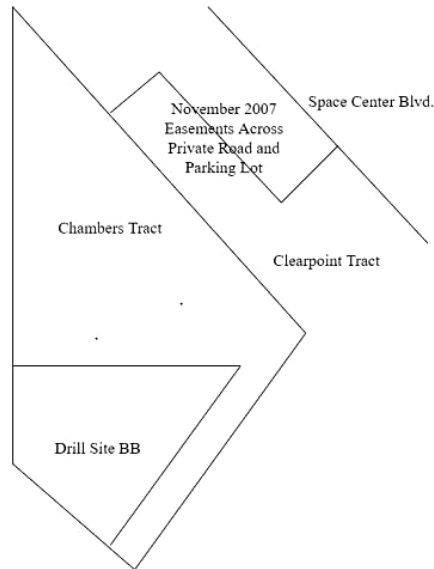 Space Center Blvd.
November 2007
Easements Across
Private Road and
Parking Lot
Chambers Tract
Clearpoint Tract
Drill Site BB